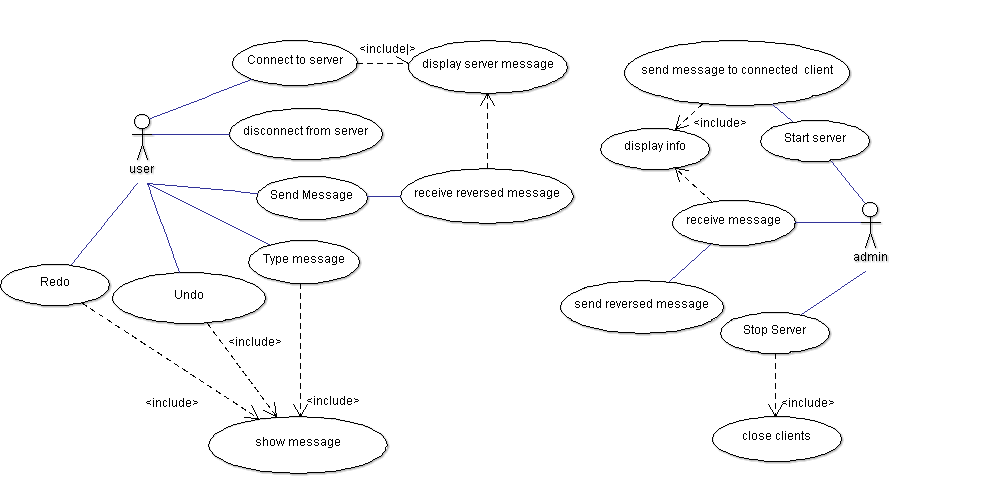 Connect to server
<include|>
display server message
send message to connected  client
<include>
disconnect from server
Start server
display info
user
Send Message
receive reversed message
receive message
admin
Type message
Redo
Undo
send reversed message
Stop Server
<include>
<include>
<include>
<include>
show message
close clients